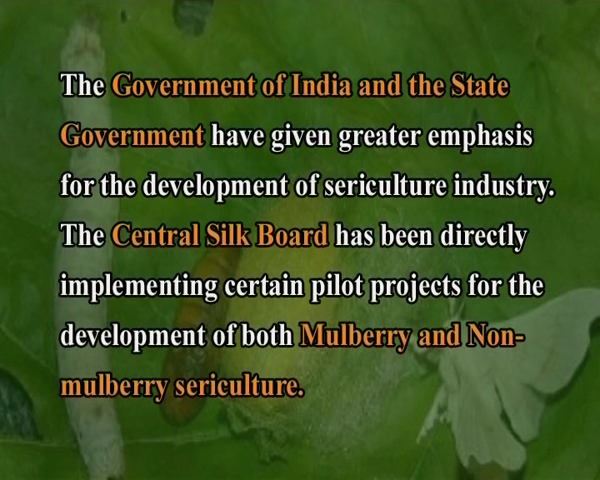 The Government of India and the State
Government have given greater emphasis
for the development of sericulture industry.
The Central Silk Board has been directly
implementing certain pilot projects for the
development of both Mulberry and Non-
mulberry sericulture.